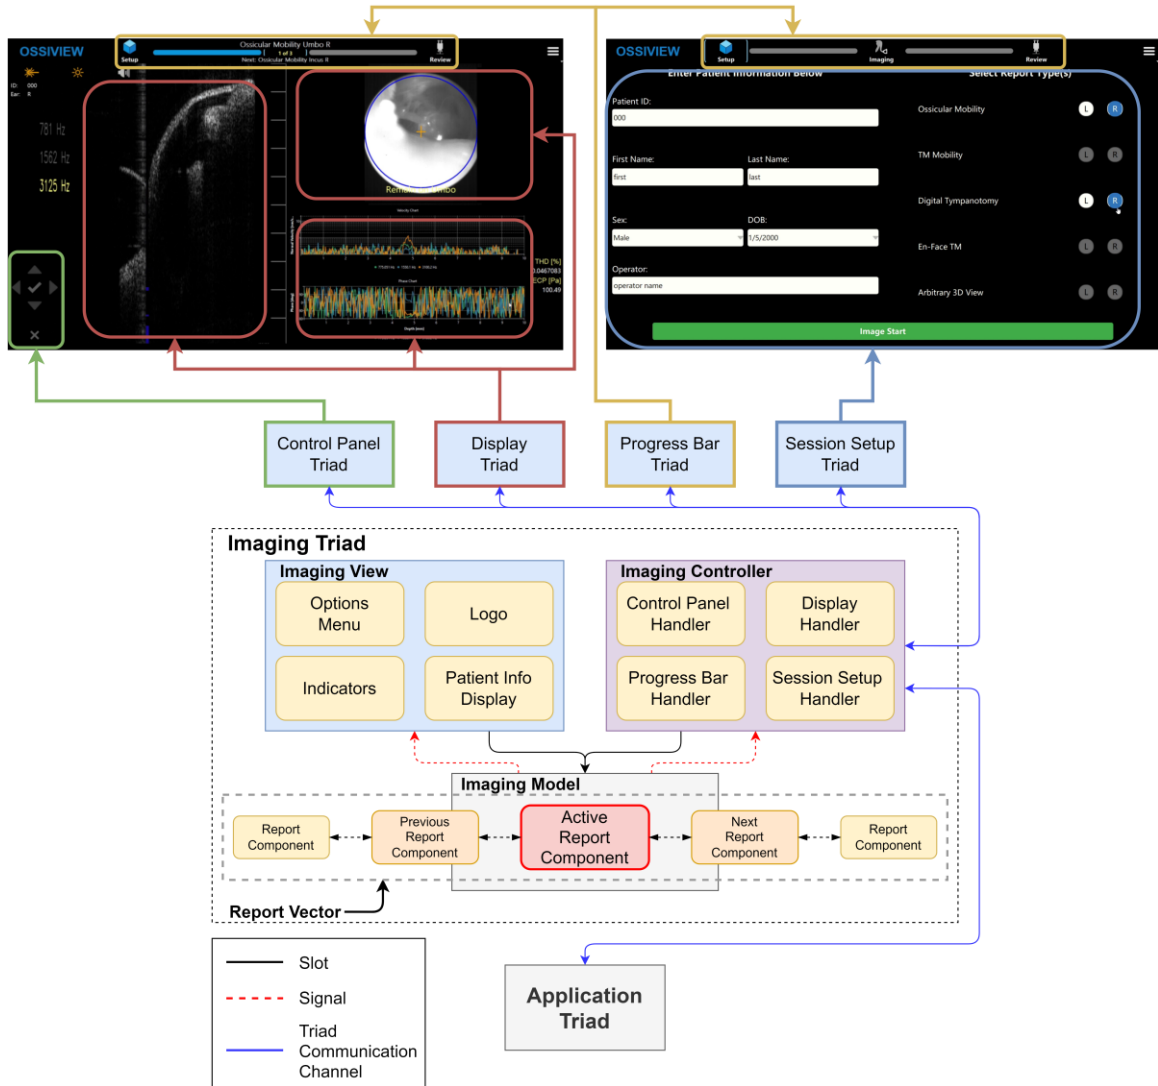 OSSIVIEW
Setup
Ossicular Mobility Umbo R
1 of 3
Next: Ossicular Mobility Incus R
Review
ID: 000
Ear: R
781 Hz
1562 Hz
3125 Hz
Velocity Chart
THD [%]
0.0467083
ECP [Pa]
100.49
Phase Chart
Depth [mm]
OSSIVIEW
Setup
Imaging
Review
Enter Patient Information Below
Select Report Type(s)
Patient ID:
000
First Name:
Last Name:
first
last
Sex:
DOB:
Male
1/5/2000
Operator:
operator name
Ossicular Mobility
L
R
TM Mobility
L
R
Digital Tympanotomy
L
R
En-Face TM
L
R
Arbitrary 3D View
L
R
Image Start
Control Panel
Triad
Display
Triad
Progress Bar
Triad
Session Setup
Triad
Imaging Triad
Imaging View
Options
Menu
Logo
Indicators
Patient Info
Display
Imaging Controller
Control Panel
Handler
Display
Handler
Progress Bar
Handler
Session Setup
Handler
Imaging Model
Report
Component
Previous
Report
Component
Active
Report
Component
Next
Report
Component
Report
Component
Report Vector
Slot
Signal
Triad
Communication
Channel
Application
Triad